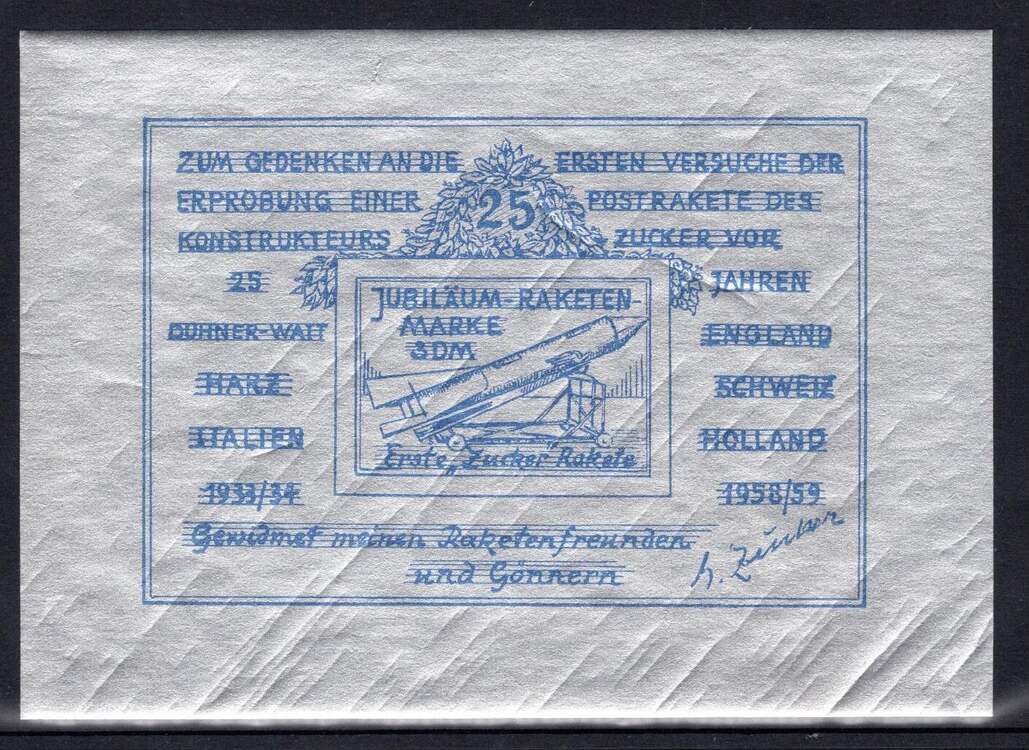 ZUM GEDENKEN AN DIE ERSTEN VERSUCHE DER
ERPROBUNG EINER 25 POSTRAKETE DES
KONSTRUKTEURS ZUCKER VOR
25 JAHREN
JUBILÄUM-RAKETEN-
MARKE
3DM
Erste „Zucker" Rakete
DUHNER-WATT ENGLAND
HARZ SCHWEIZ
ITALIEN HOLLAND
1933/34 1958/59
Gewidmet meinen Raketenfreunden
und Gönnern
G. Zucker